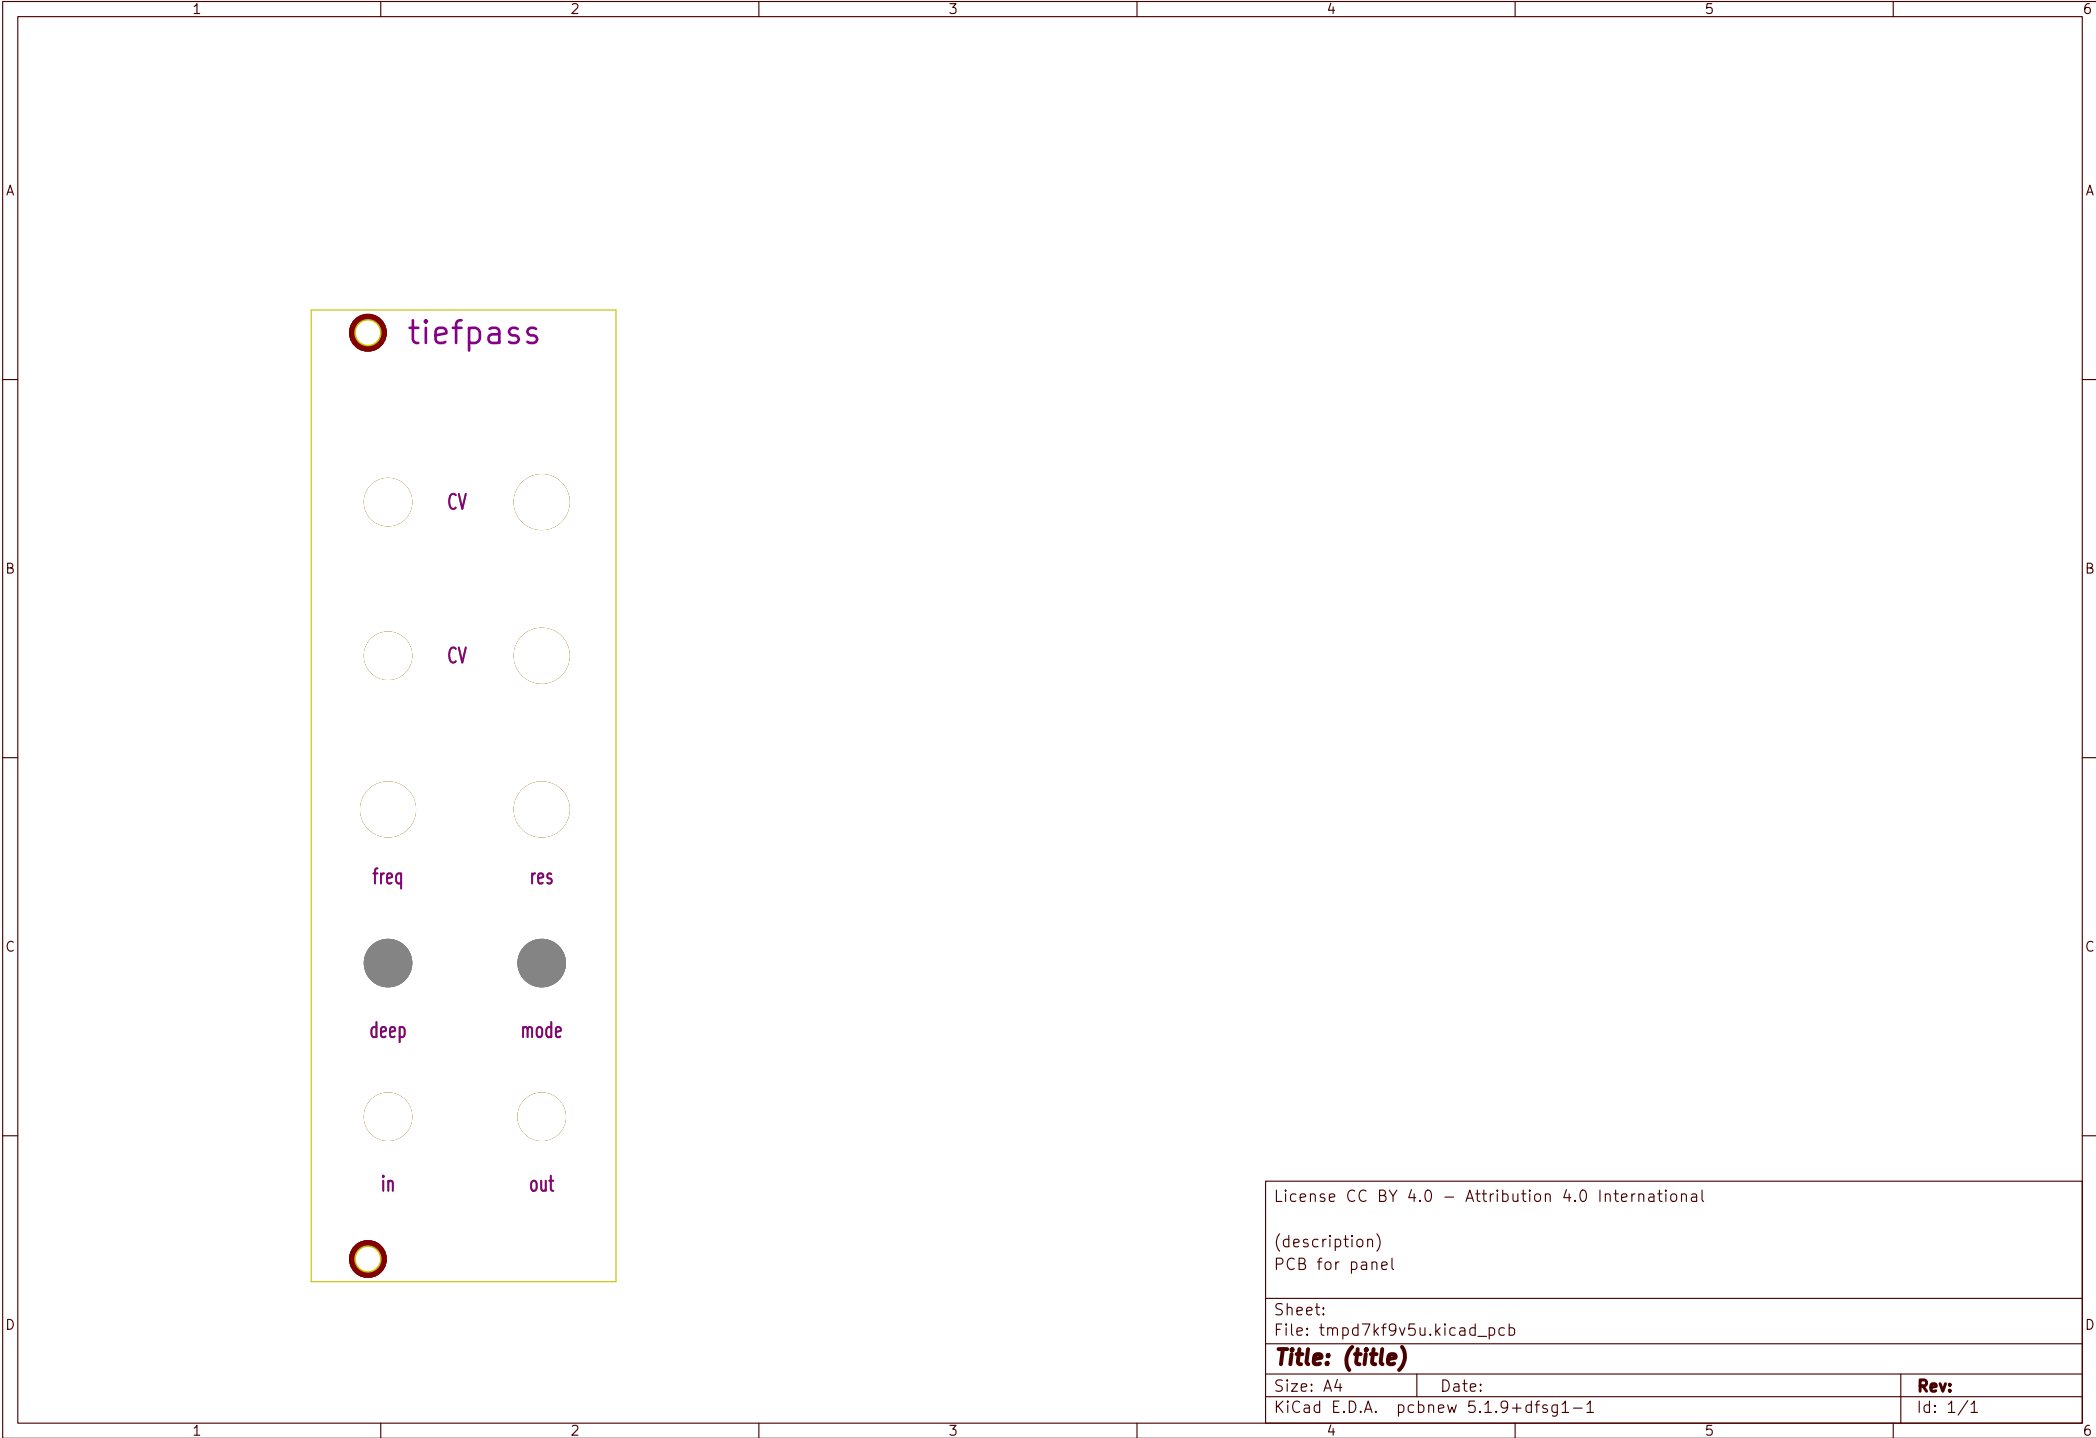 1 2 3 4 5 6
A A
tiefpass
CV
B B
CV
freq res
C C
deep mode
in out
License CC BY 4.0 – Attribution 4.0 International
(description)
PCB for panel
Sheet:
D D
File: tmpd7kf9v5u.kicad_pcb
Title: (title)
Size: A4 Date: Rev:
KiCad E.D.A. pcbnew 5.1.9+dfsg1-1 Id: 1/1
1 2 3 4 5 6